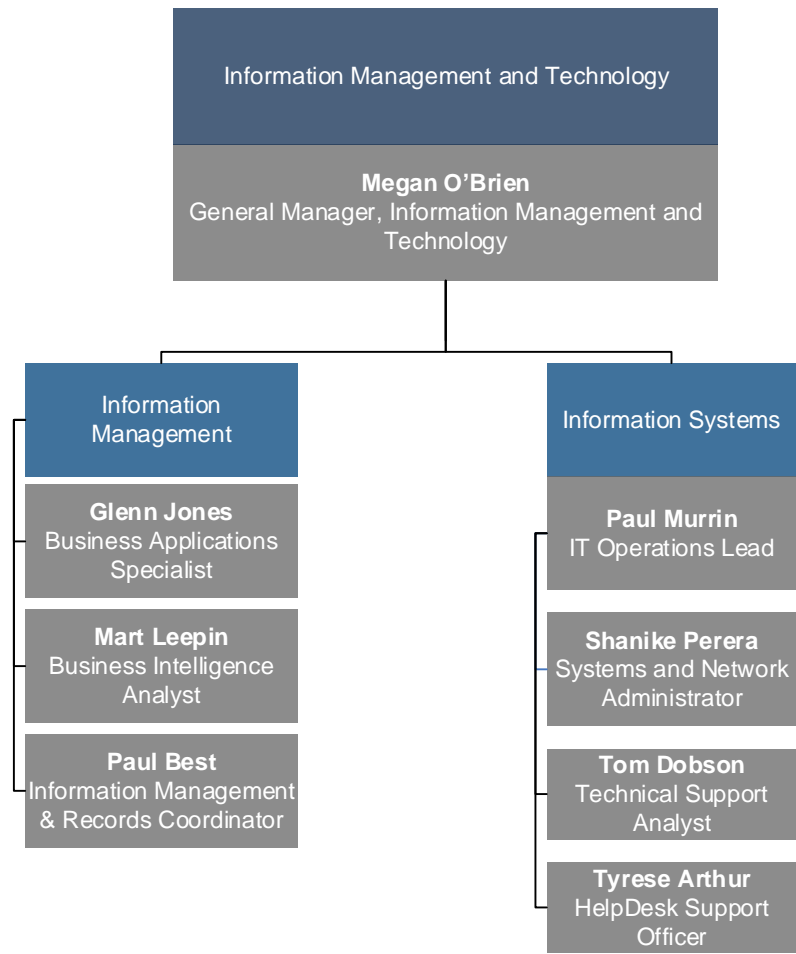 Information Management and Technology
Megan O’Brien
General Manager, Information Management and
Technology
Information
Management
Glenn Jones
Business Applications
Specialist
Mart Leepin
Business Intelligence
Analyst
Paul Best
Information Management
& Records Coordinator
Information Systems
Paul Murrin
IT Operations Lead
Shanike Perera
Systems and Network
Administrator
Tom Dobson
Technical Support
Analyst
Tyrese Arthur
HelpDesk Support
Officer